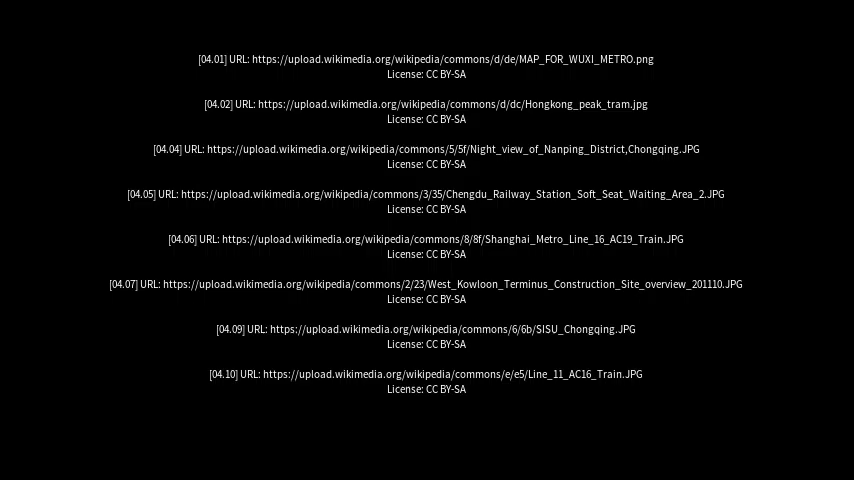 [04.01] URL: https://upload.wikimedia.org/wikipedia/commons/d/de/MAP_FOR_WUXI_METRO.png
License: CC BY-SA
[04.02] URL: https://upload.wikimedia.org/wikipedia/commons/d/dc/Hongkong_peak_tram.jpg
License: CC BY-SA
[04.04] URL: https://upload.wikimedia.org/wikipedia/commons/5/5f/Night_view_of_Nanping_District,Chongqing.JPG
License: CC BY-SA
[04.05] URL: https://upload.wikimedia.org/wikipedia/commons/3/35/Chengdu_Railway_Station_Soft_Seat_Waiting_Area_2.JPG
License: CC BY-SA
[04.06] URL: https://upload.wikimedia.org/wikipedia/commons/8/8f/Shanghai_Metro_Line_16_AC19_Train.JPG
License: CC BY-SA
[04.07] URL: https://upload.wikimedia.org/wikipedia/commons/2/23/West_Kowloon_Terminus_Construction_Site_overview_201110.JPG
License: CC BY-SA
[04.09] URL: https://upload.wikimedia.org/wikipedia/commons/6/6b/SISU_Chongqing.JPG
License: CC BY-SA
[04.10] URL: https://upload.wikimedia.org/wikipedia/commons/e/e5/Line_11_AC16_Train.JPG
License: CC BY-SA